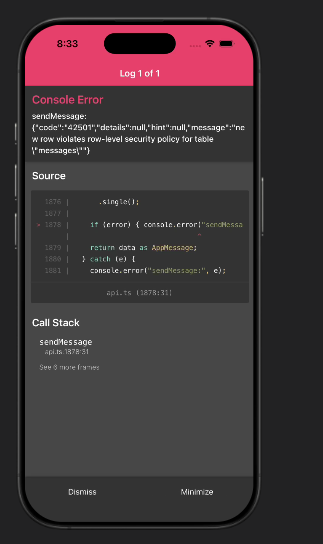 8:33
Log 1 of 1
Console Error
sendMessage:
{"code":"42501","details":null,"hint":null,"message":"ne
w row violates row-level security policy for table
\"messages\""}
Source
1876 | .single();
1877 |
> 1878 | if (error) { console.error("sendMessa
| ^
1879 | return data as AppMessage;
1880 | } catch (e) {
1881 | console.error("sendMessage:", e);
api.ts (1878:31)
Call Stack
sendMessage
api.ts:1878:31
See 6 more frames
Dismiss
Minimize